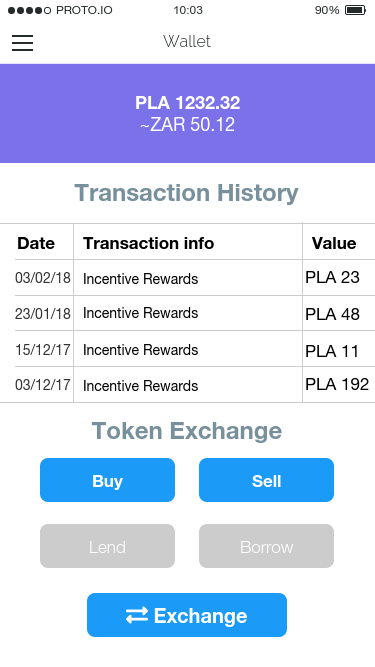 PROTO.IO 10:03 90%
Wallet
PLA 1232.32
~ZAR 50.12
Transaction History
Date Transaction info Value
03/02/18 Incentive Rewards PLA 23
23/01/18 Incentive Rewards PLA 48
15/12/17 Incentive Rewards PLA 11
03/12/17 Incentive Rewards PLA 192
Token Exchange
Buy Sell
Lend Borrow
Exchange